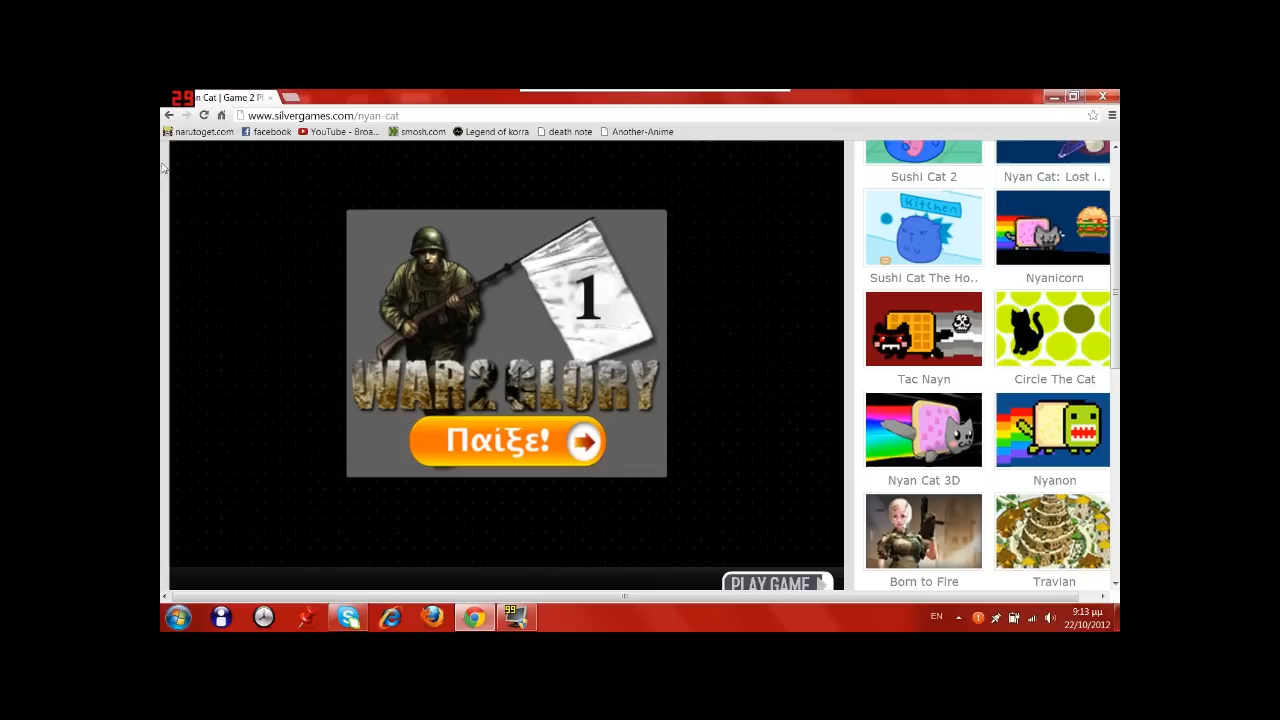 29
n Cat | Game 2 Pl
www.silvergames.com/nyan-cat
narutoget.com facebook YouTube - Broa... smosh.com Legend of korra death note Another-Anime
Sushi Cat 2 Nyan Cat: Lost i..
Kitchen
Sushi Cat The Ho.. Nyanicorn
1
WAR2GLORY
Παίξε!
Tac Nayn Circle The Cat
Nyan Cat 3D Nyanon
Born to Fire Travian
PLAY GAME
99
EN
9:13 μμ
22/10/2012